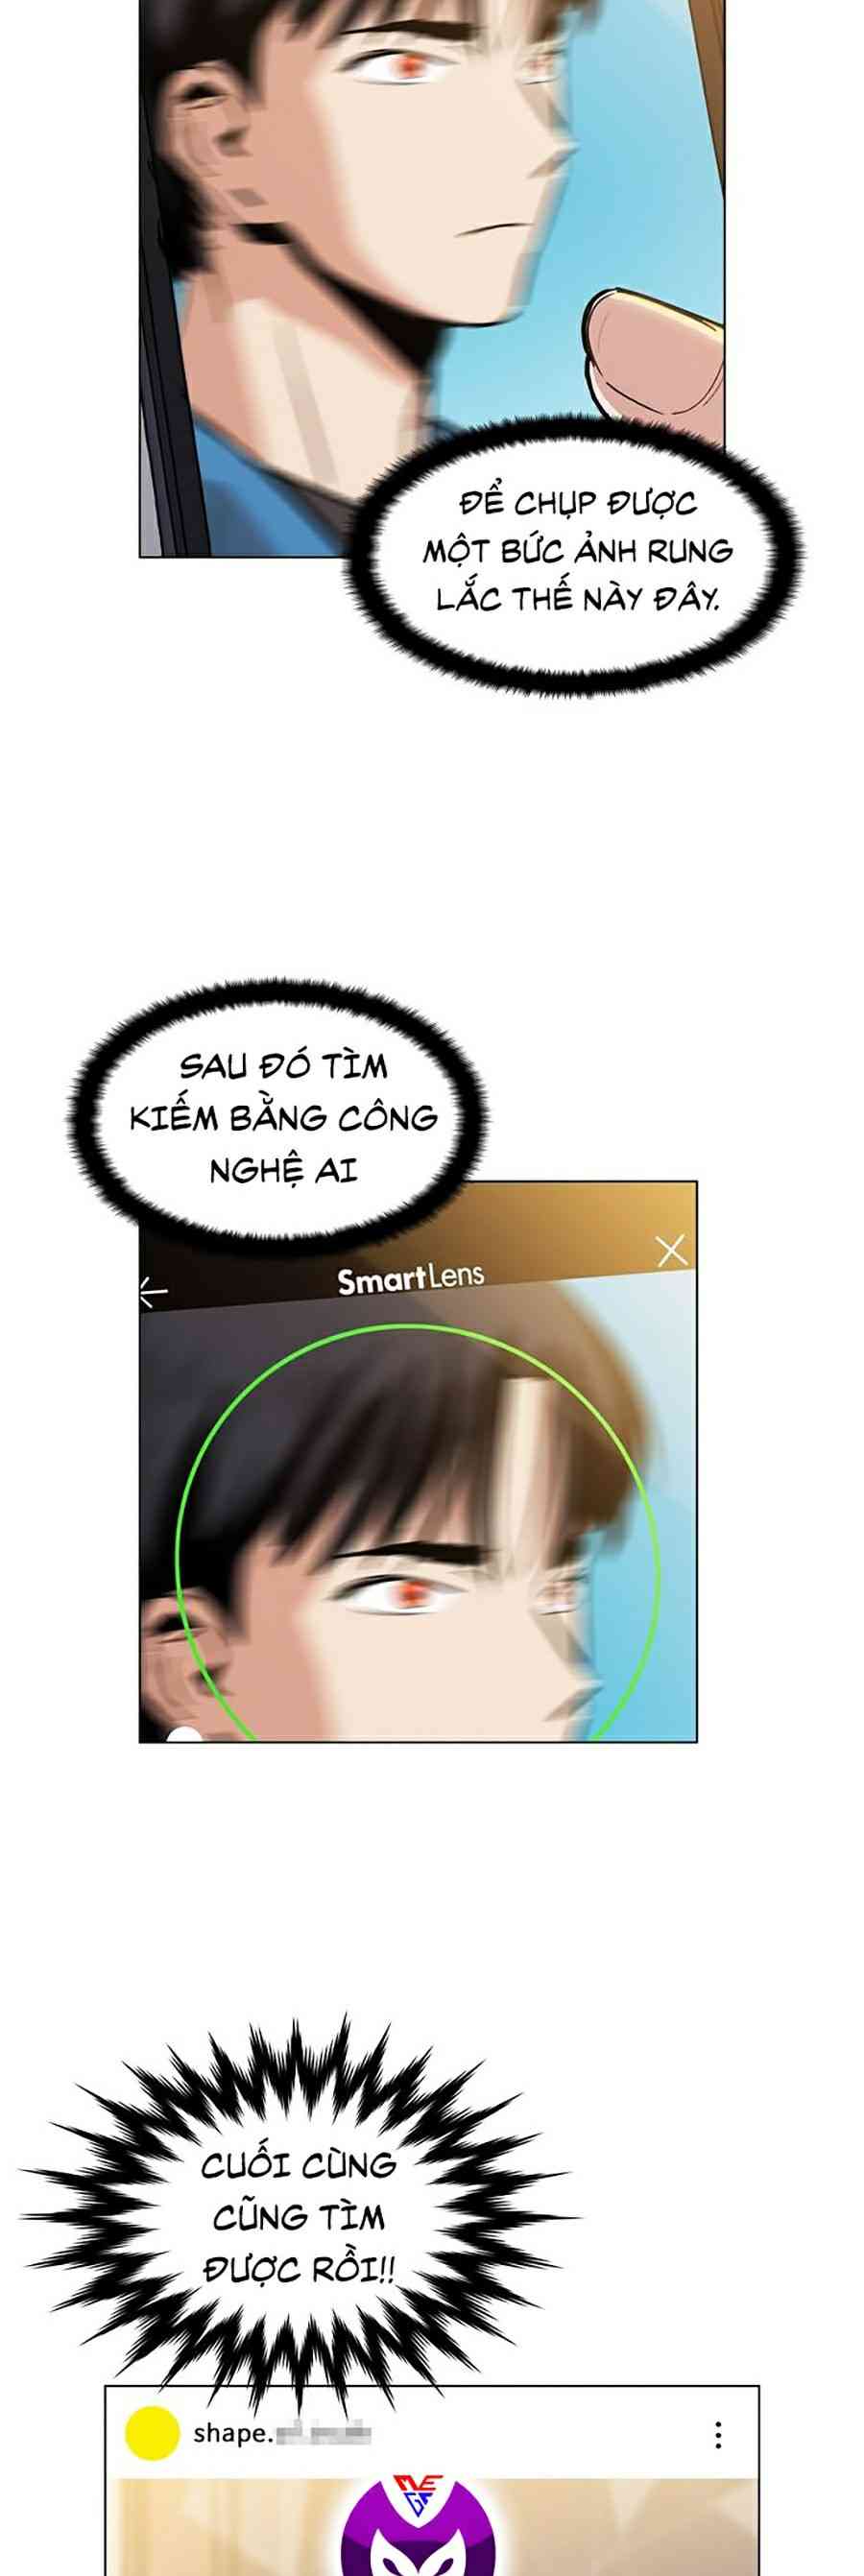 ĐỂ CHỤP ĐƯỢC
MỘT BỨC ẢNH RUNG
LẮC THẾ NÀY ĐÂY.
SAU ĐÓ TÌM
KIẾM BẰNG CÔNG
NGHỆ AI
SmartLens
CUỐI CÙNG
CŨNG TÌM
ĐƯỢC RỒI!!
shape.